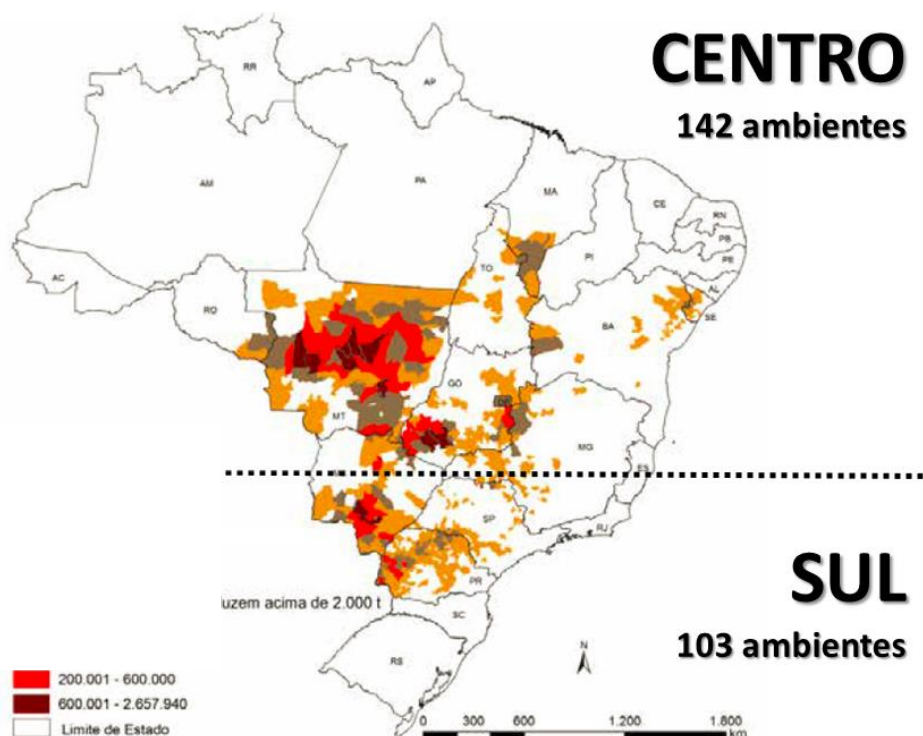 CENTRO
142 ambientes
RR
AP
AM
PA
MA
CE
RN
PB
PE
AL
SE
PI
TO
AC
RO
BA
MT
GO
DF
MG
ES
SP
RJ
PR
SC
RS
SUL
103 ambientes
uzem acima de 2.000 t
N
200.001 - 600.000
600.001 - 2.657.940
Limite de Estado
0 300 600 1.200 1.800
km